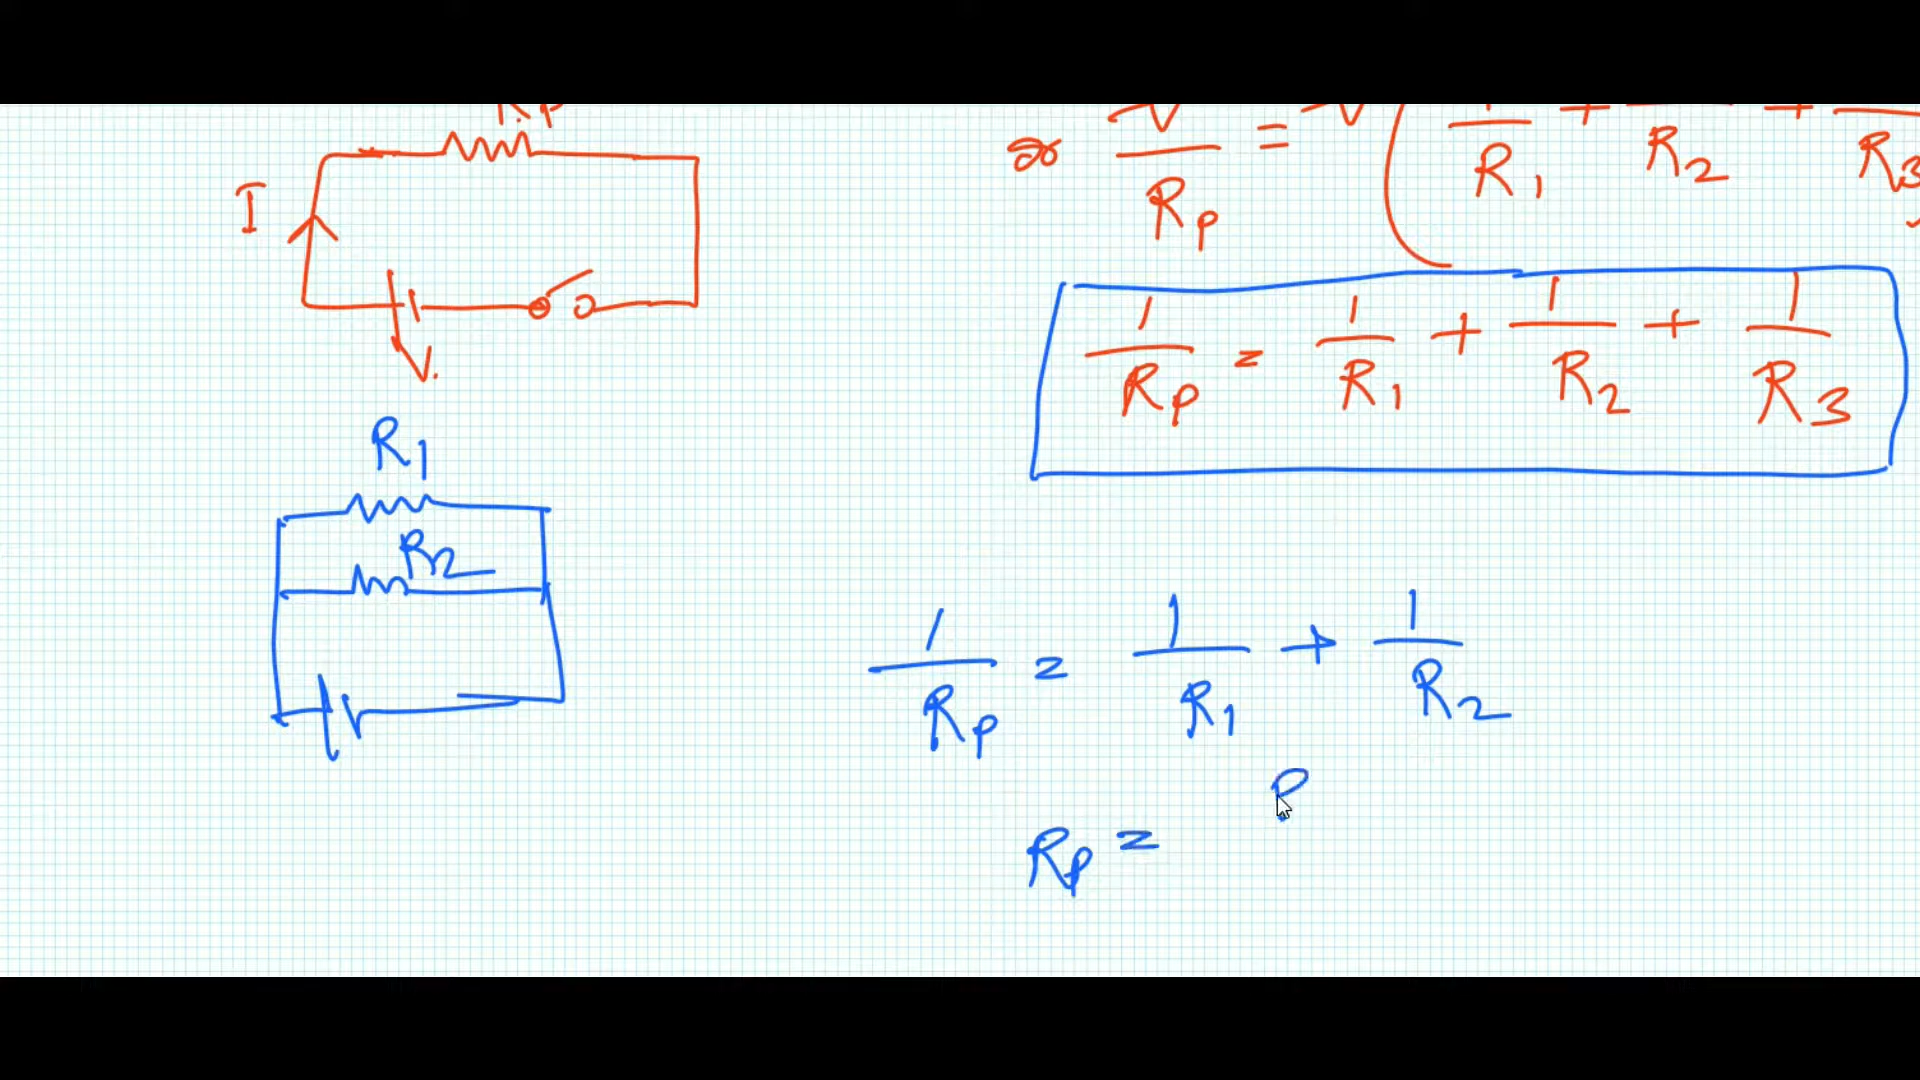 Rp
I
V.
or V/Rp = V ( 1/R1 + 1/R2 + 1/R3
1/Rp = 1/R1 + 1/R2 + 1/R3
R1
R2
1/Rp = 1/R1 + 1/R2
Rp =